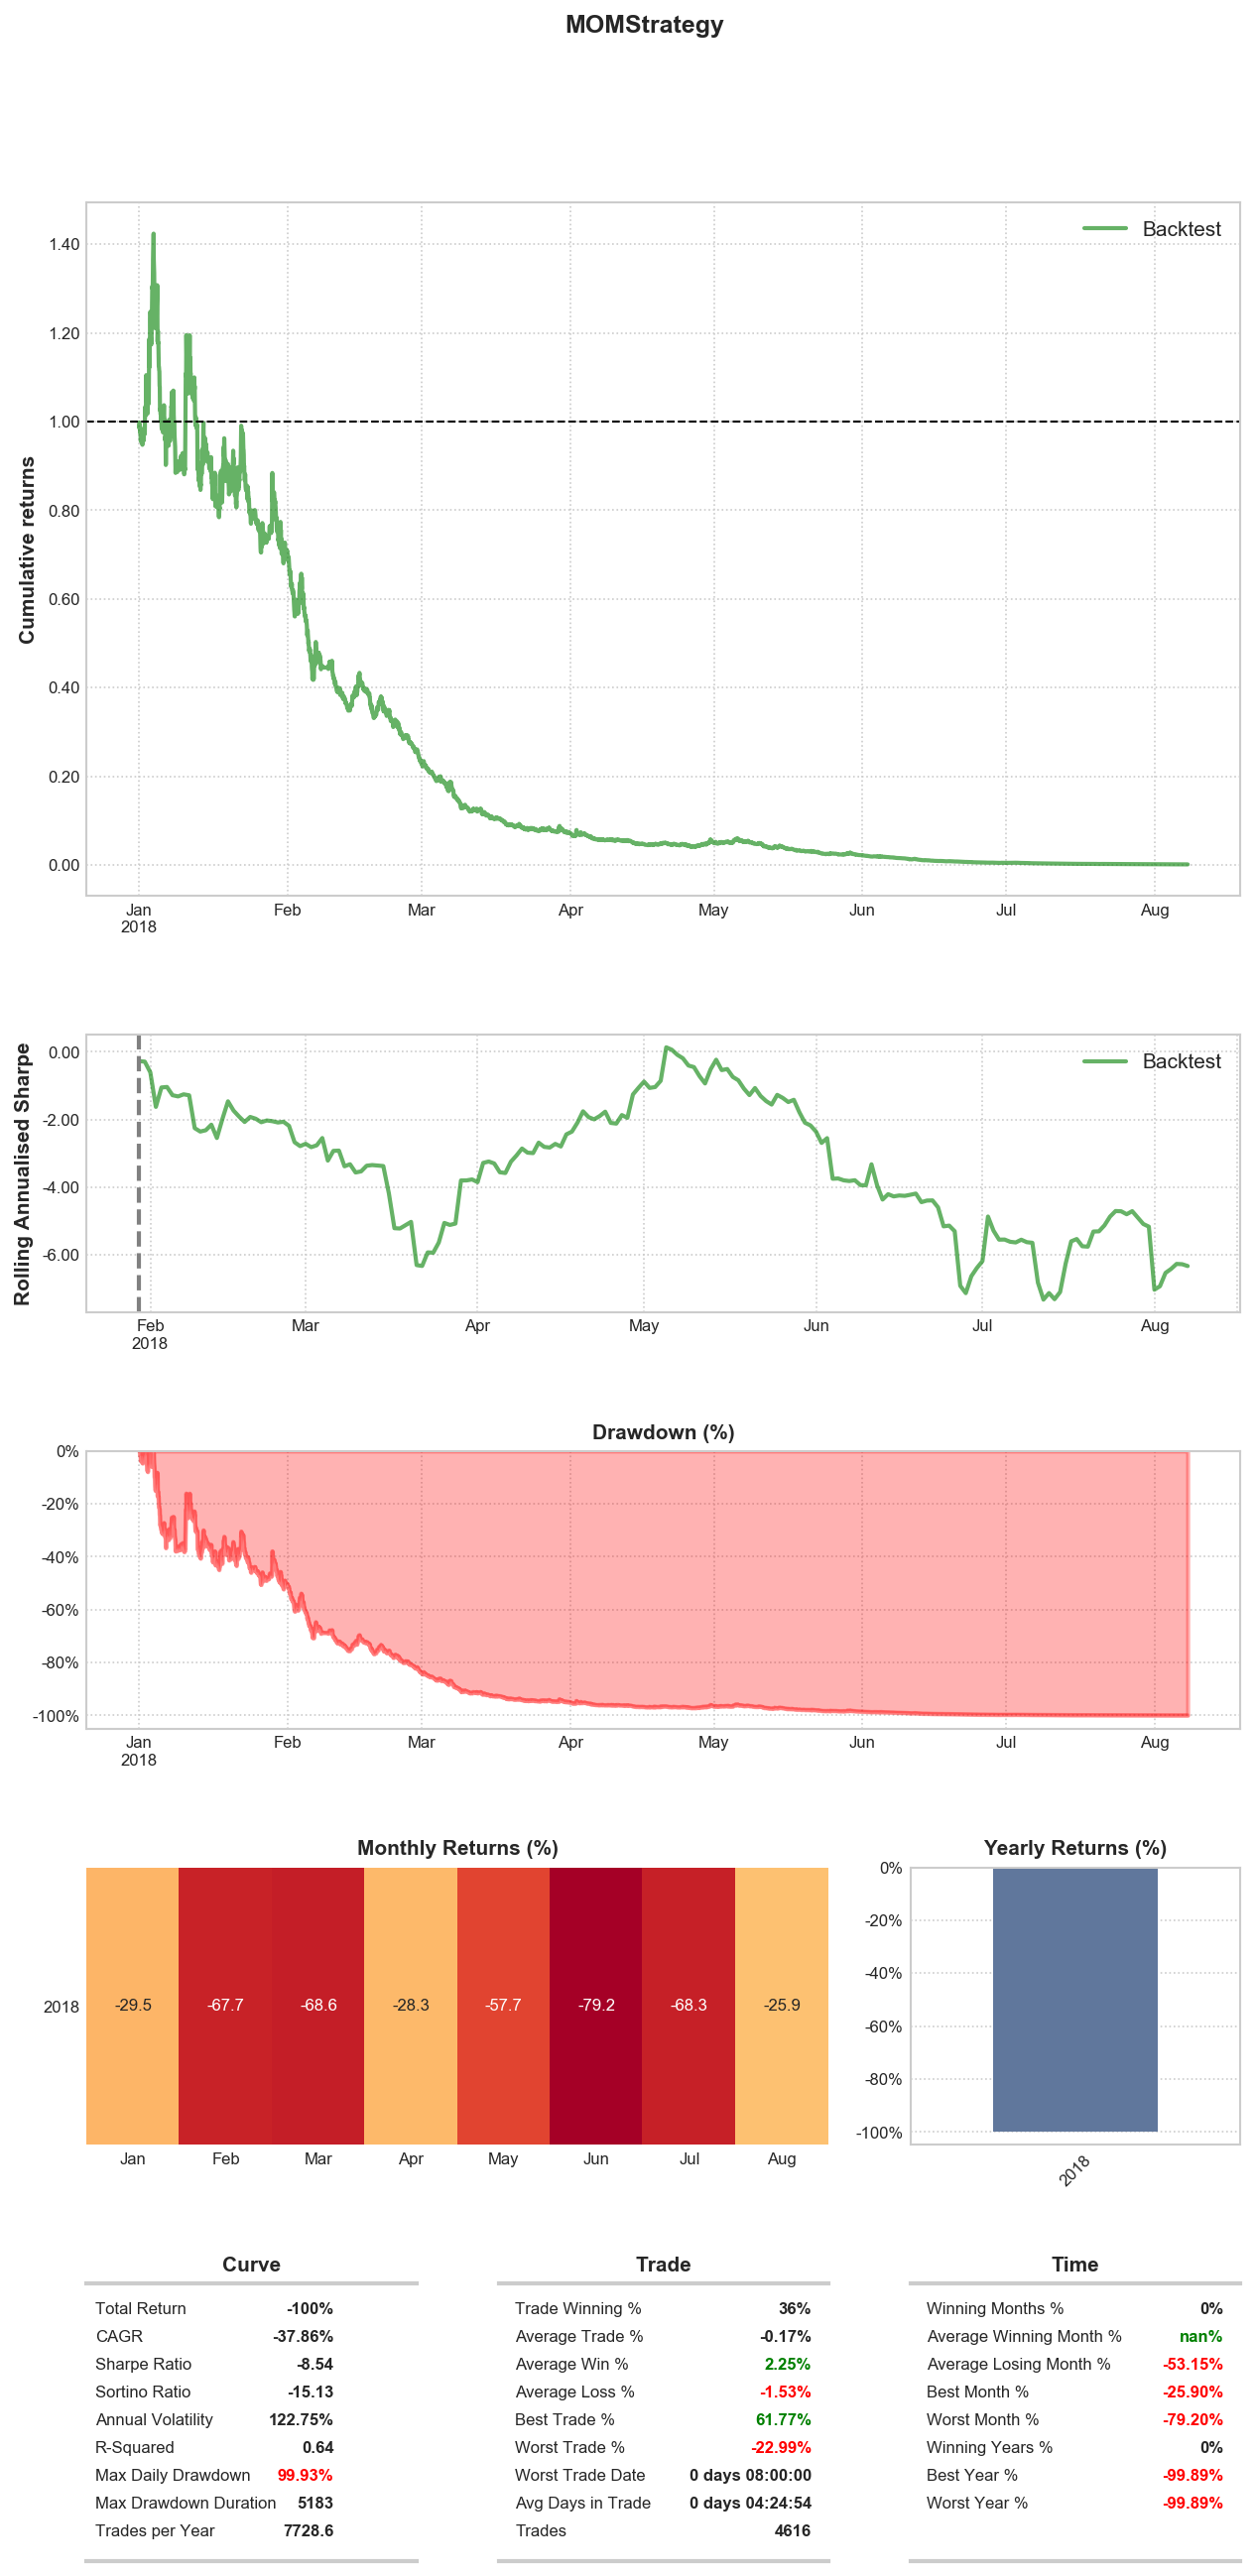 MOMStrategy
Backtest
1.40
1.20
1.00
0.80
0.60
0.40
0.20
0.00
Cumulative returns
Jan Feb Mar Apr May Jun Jul Aug
2018
Backtest
0.00
-2.00
-4.00
-6.00
Rolling Annualised Sharpe
Feb Mar Apr May Jun Jul Aug
2018
Drawdown (%)
0%
-20%
-40%
-60%
-80%
-100%
Jan Feb Mar Apr May Jun Jul Aug
2018
Monthly Returns (%)
2018 -29.5 -67.7 -68.6 -28.3 -57.7 -79.2 -68.3 -25.9
Jan Feb Mar Apr May Jun Jul Aug
Yearly Returns (%)
0%
-20%
-40%
-60%
-80%
-100%
2018
Curve
Total Return -100%
CAGR -37.86%
Sharpe Ratio -8.54
Sortino Ratio -15.13
Annual Volatility 122.75%
R-Squared 0.64
Max Daily Drawdown 99.93%
Max Drawdown Duration 5183
Trades per Year 7728.6
Trade
Trade Winning % 36%
Average Trade % -0.17%
Average Win % 2.25%
Average Loss % -1.53%
Best Trade % 61.77%
Worst Trade % -22.99%
Worst Trade Date 0 days 08:00:00
Avg Days in Trade 0 days 04:24:54
Trades 4616
Time
Winning Months % 0%
Average Winning Month % nan%
Average Losing Month % -53.15%
Best Month % -25.90%
Worst Month % -79.20%
Winning Years % 0%
Best Year % -99.89%
Worst Year % -99.89%